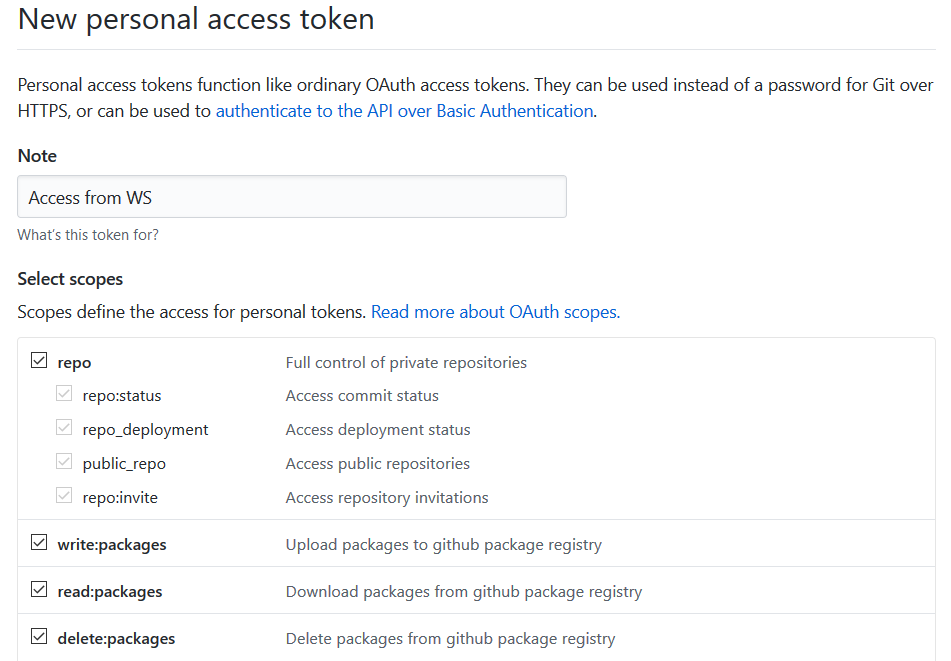 New personal access token
Personal access tokens function like ordinary OAuth access tokens. They can be used instead of a password for Git over
HTTPS, or can be used to authenticate to the API over Basic Authentication.
Note
Access from WS
What's this token for?
Select scopes
Scopes define the access for personal tokens. Read more about OAuth scopes.
repo Full control of private repositories
repo:status Access commit status
repo_deployment Access deployment status
public_repo Access public repositories
repo:invite Access repository invitations
write:packages Upload packages to github package registry
read:packages Download packages from github package registry
delete:packages Delete packages from github package registry